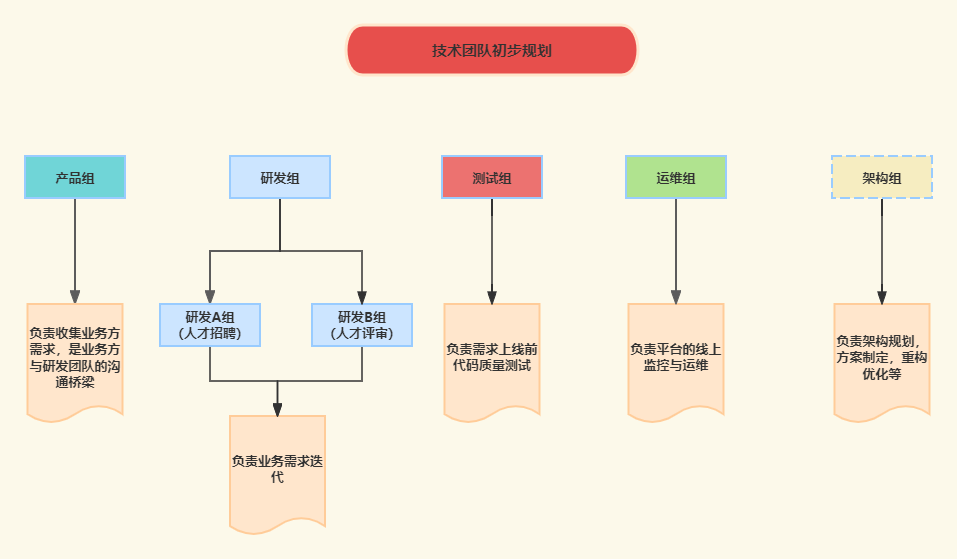 技术团队初步规划
产品组
研发组
测试组
运维组
架构组
负责收集业务方
需求，是业务方
与研发团队的沟
通桥梁
研发A组
（人才招聘）
研发B组
（人才评审）
负责需求上线前
代码质量测试
负责平台的线上
监控与运维
负责架构规划，
方案制定，重构
优化等
负责业务需求迭
代